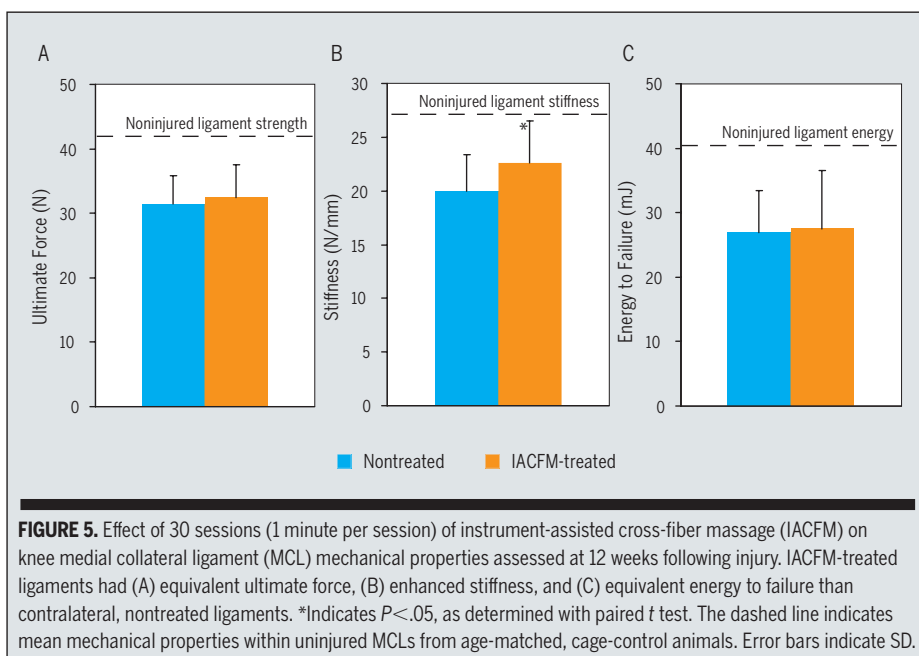 A
B
C
50
40
30
20
10
0
Ultimate Force (N)
Noninjured ligament strength
30
25
20
15
10
5
0
Stiffness (N/mm)
Noninjured ligament stiffness
*
50
40
30
20
10
0
Energy to Failure (mJ)
Noninjured ligament energy
Nontreated
IACFM-treated
FIGURE 5. Effect of 30 sessions (1 minute per session) of instrument-assisted cross-fiber massage (IACFM) on
knee medial collateral ligament (MCL) mechanical properties assessed at 12 weeks following injury. IACFM-treated
ligaments had (A) equivalent ultimate force, (B) enhanced stiffness, and (C) equivalent energy to failure than
contralateral, nontreated ligaments. *Indicates P<.05, as determined with paired t test. The dashed line indicates
mean mechanical properties within uninjured MCLs from age-matched, cage-control animals. Error bars indicate SD.